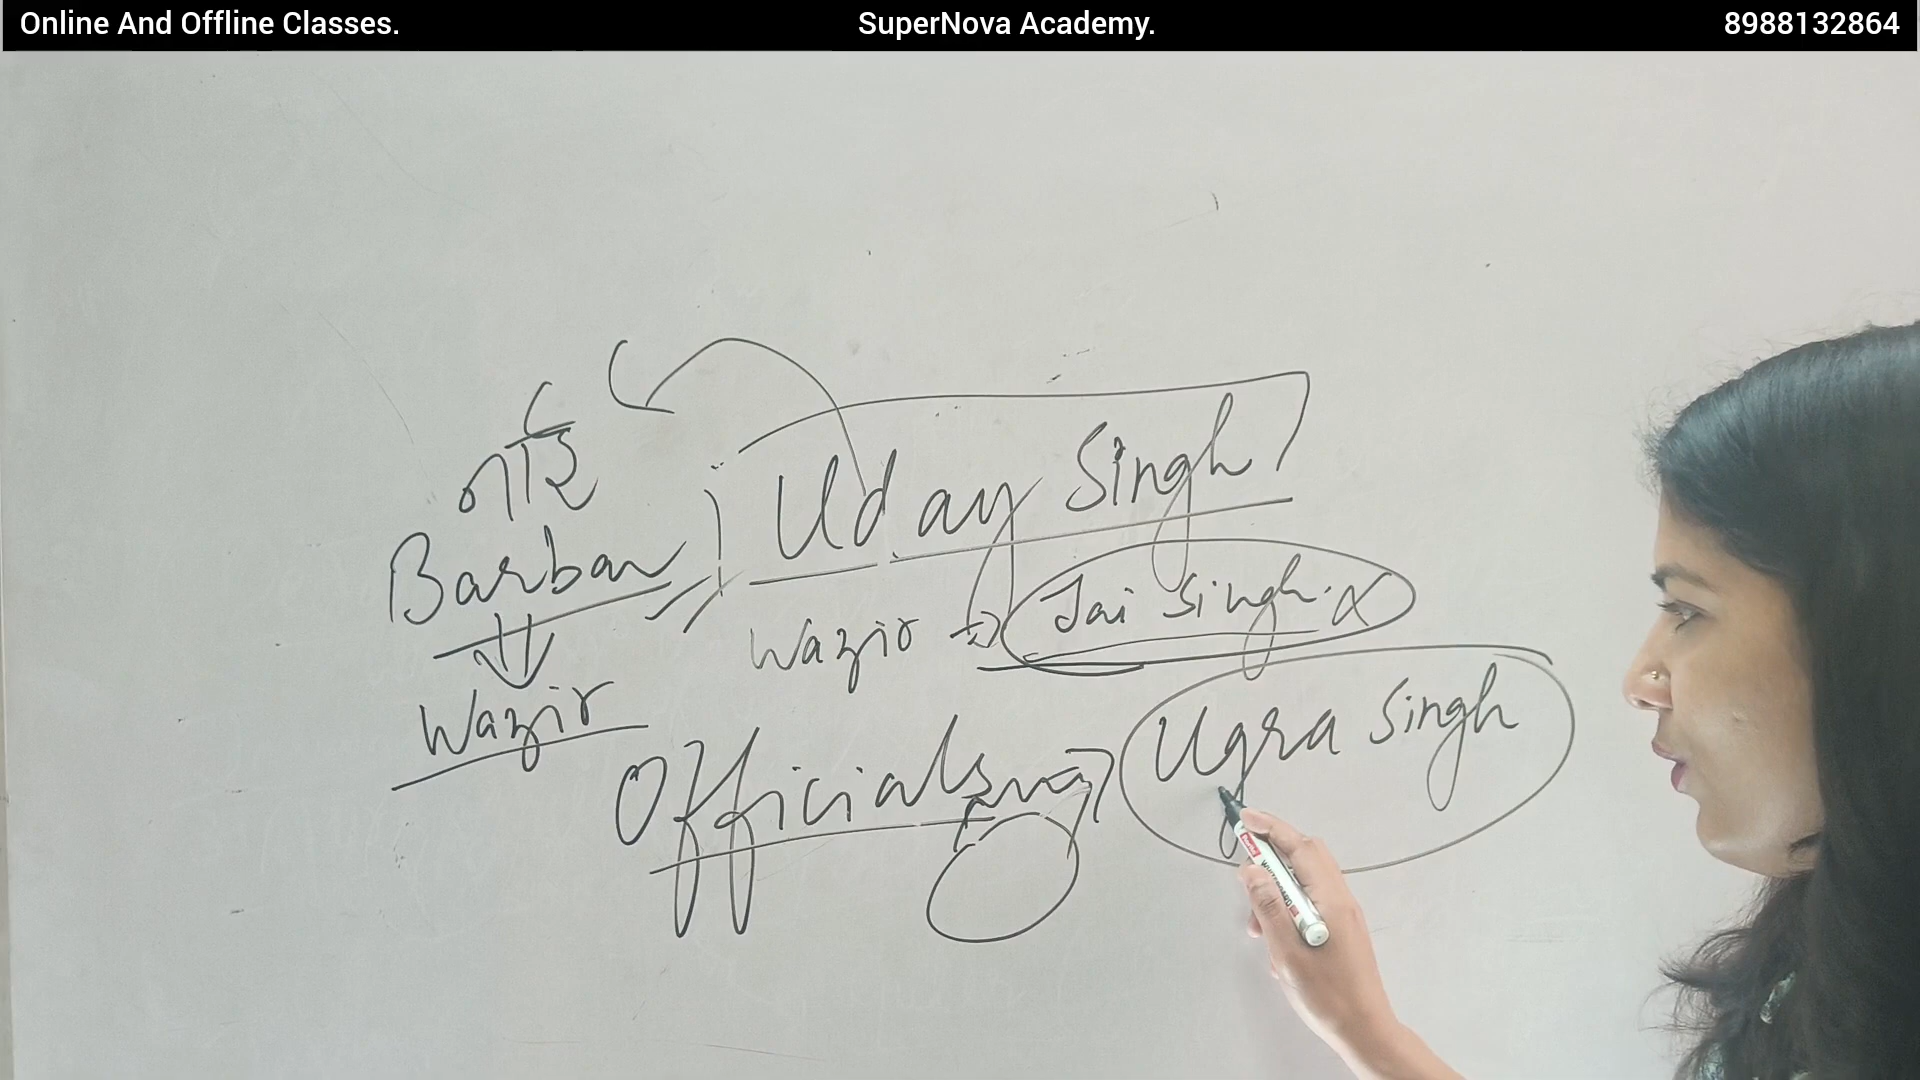 Online And Offline Classes. SuperNova Academy. 8988132864
नाई
Uday Singh
Barbar
Wazir → Jai Singh. X
Wazir
Officials Ugra Singh